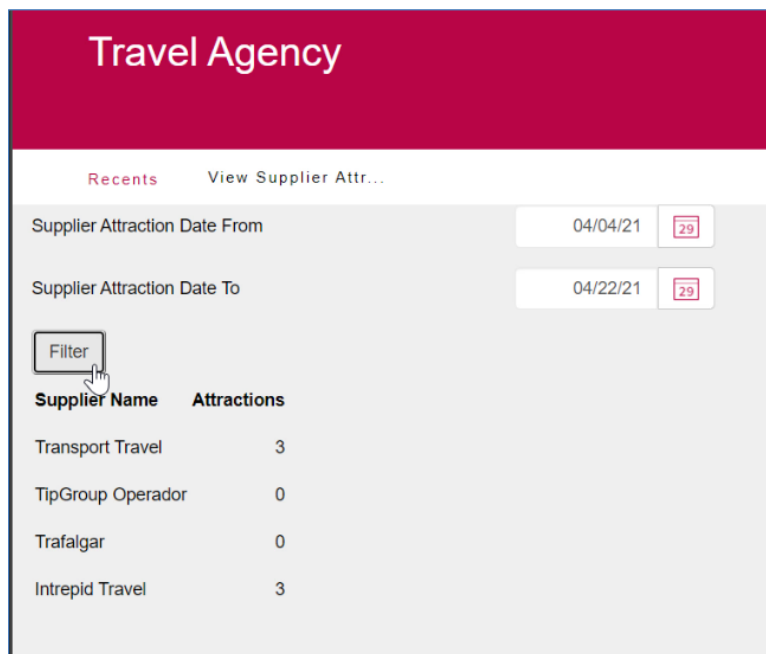 Travel Agency
Recents View Supplier Attr...
Supplier Attraction Date From 04/04/21 29
Supplier Attraction Date To 04/22/21 29
Filter
Supplier Name Attractions
Transport Travel 3
TipGroup Operador 0
Trafalgar 0
Intrepid Travel 3